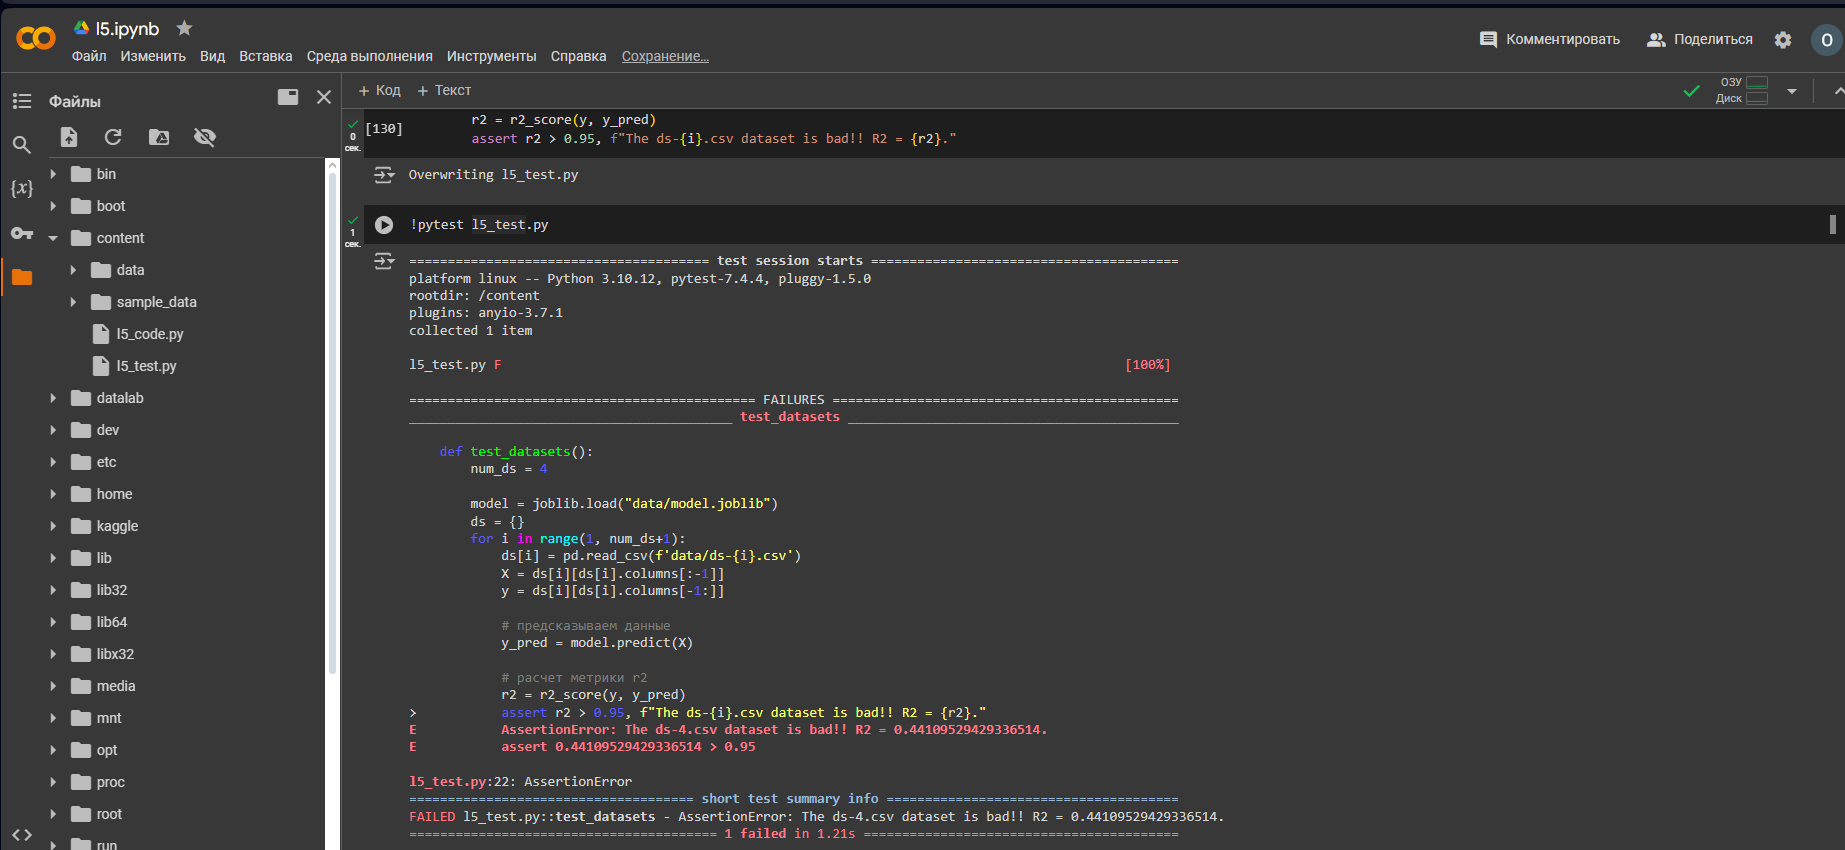 l5.ipynb
Файл Изменить Вид Вставка Среда выполнения Инструменты Справка Сохранение...
Комментировать Поделиться O
Файлы
+ Код + Текст
ОЗУ
Диск
{x}
bin
boot
content
data
sample_data
l5_code.py
l5_test.py
datalab
dev
etc
home
kaggle
lib
lib32
lib64
libx32
media
mnt
opt
proc
root
run
0 сек.
[130]
r2 = r2_score(y, y_pred)
assert r2 > 0.95, f"The ds-{i}.csv dataset is bad!! R2 = {r2}."
Overwriting l5_test.py
1 сек.
!pytest l5_test.py
======================================= test session starts ========================================
platform linux -- Python 3.10.12, pytest-7.4.4, pluggy-1.5.0
rootdir: /content
plugins: anyio-3.7.1
collected 1 item
l5_test.py F [100%]
============================================= FAILURES =============================================
__________________________________________ test_datasets ___________________________________________
def test_datasets():
num_ds = 4
model = joblib.load("data/model.joblib")
ds = {}
for i in range(1, num_ds+1):
ds[i] = pd.read_csv(f'data/ds-{i}.csv')
X = ds[i][ds[i].columns[:-1]]
y = ds[i][ds[i].columns[-1:]]
# предсказываем данные
y_pred = model.predict(X)
# расчет метрики r2
r2 = r2_score(y, y_pred)
> assert r2 > 0.95, f"The ds-{i}.csv dataset is bad!! R2 = {r2}."
E AssertionError: The ds-4.csv dataset is bad!! R2 = 0.44109529429336514.
E assert 0.44109529429336514 > 0.95
l5_test.py:22: AssertionError
===================================== short test summary info ======================================
FAILED l5_test.py::test_datasets - AssertionError: The ds-4.csv dataset is bad!! R2 = 0.44109529429336514.
======================================== 1 failed in 1.21s =========================================